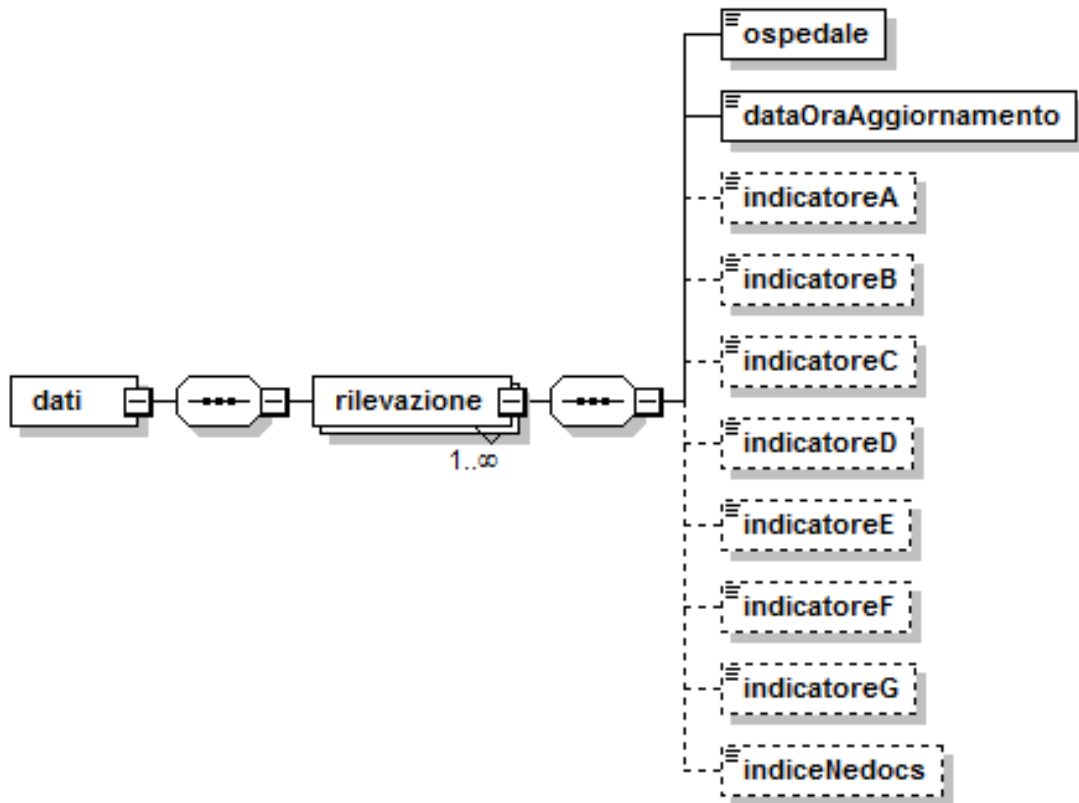 ospedale
dataOraAggiornamento
indicatoreA
indicatoreB
indicatoreC
dati
rilevazione
1..∞
indicatoreD
indicatoreE
indicatoreF
indicatoreG
indiceNedocs